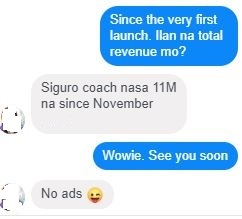 Since the very first
launch. Ilan na total
revenue mo?
Siguro coach nasa 11M
na since November
Wowie. See you soon
No ads 😜